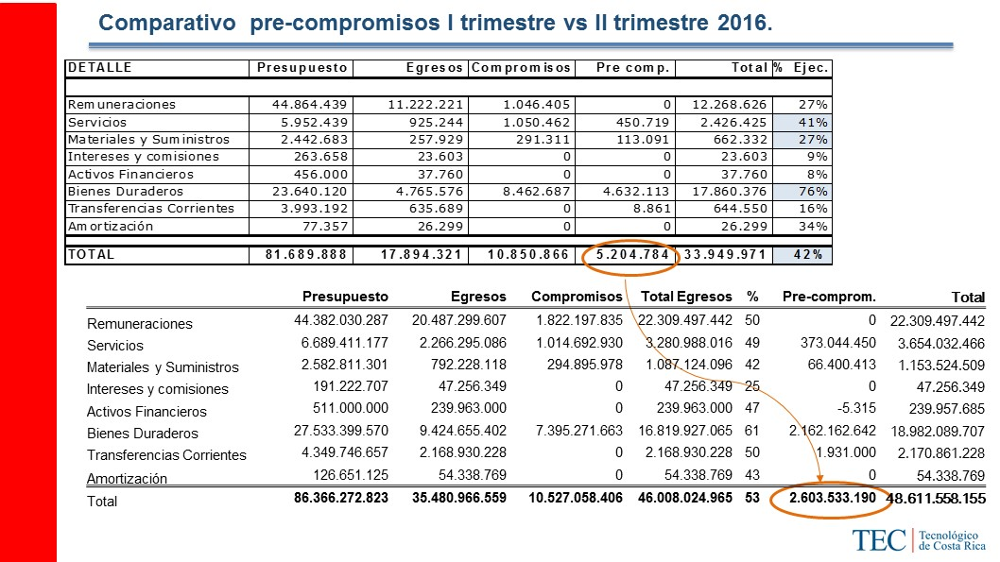 Comparativo pre-compromisos I trimestre vs II trimestre 2016.
DETALLE Presupuesto Egresos Compromisos Pre comp. Total % Ejec.
Remuneraciones 44.864.439 11.222.221 1.046.405 0 12.268.626 27%
Servicios 5.952.439 925.244 1.050.462 450.719 2.426.425 41%
Materiales y Suministros 2.442.683 257.929 291.311 113.091 662.332 27%
Intereses y comisiones 263.658 23.603 0 0 23.603 9%
Activos Financieros 456.000 37.760 0 0 37.760 8%
Bienes Duraderos 23.640.120 4.765.576 8.462.687 4.632.113 17.860.376 76%
Transferencias Corrientes 3.993.192 635.689 0 8.861 644.550 16%
Amortización 77.357 26.299 0 0 26.299 34%
TOTAL 81.689.888 17.894.321 10.850.866 5.204.784 33.949.971 42%
Presupuesto Egresos Compromisos Total Egresos % Pre-comprom. Total
Remuneraciones 44.382.030.287 20.487.299.607 1.822.197.835 22.309.497.442 50 0 22.309.497.442
Servicios 6.689.411.177 2.266.295.086 1.014.692.930 3.280.988.016 49 373.044.450 3.654.032.466
Materiales y Suministros 2.582.811.301 792.228.118 294.895.978 1.087.124.096 42 66.400.413 1.153.524.509
Intereses y comisiones 191.222.707 47.256.349 0 47.256.349 25 0 47.256.349
Activos Financieros 511.000.000 239.963.000 0 239.963.000 47 -5.315 239.957.685
Bienes Duraderos 27.533.399.570 9.424.655.402 7.395.271.663 16.819.927.065 61 2.162.162.642 18.982.089.707
Transferencias Corrientes 4.349.746.657 2.168.930.228 0 2.168.930.228 50 1.931.000 2.170.861.228
Amortización 126.651.125 54.338.769 0 54.338.769 43 0 54.338.769
Total 86.366.272.823 35.480.966.559 10.527.058.406 46.008.024.965 53 2.603.533.190 48.611.558.155
TEC Tecnológico
de Costa Rica